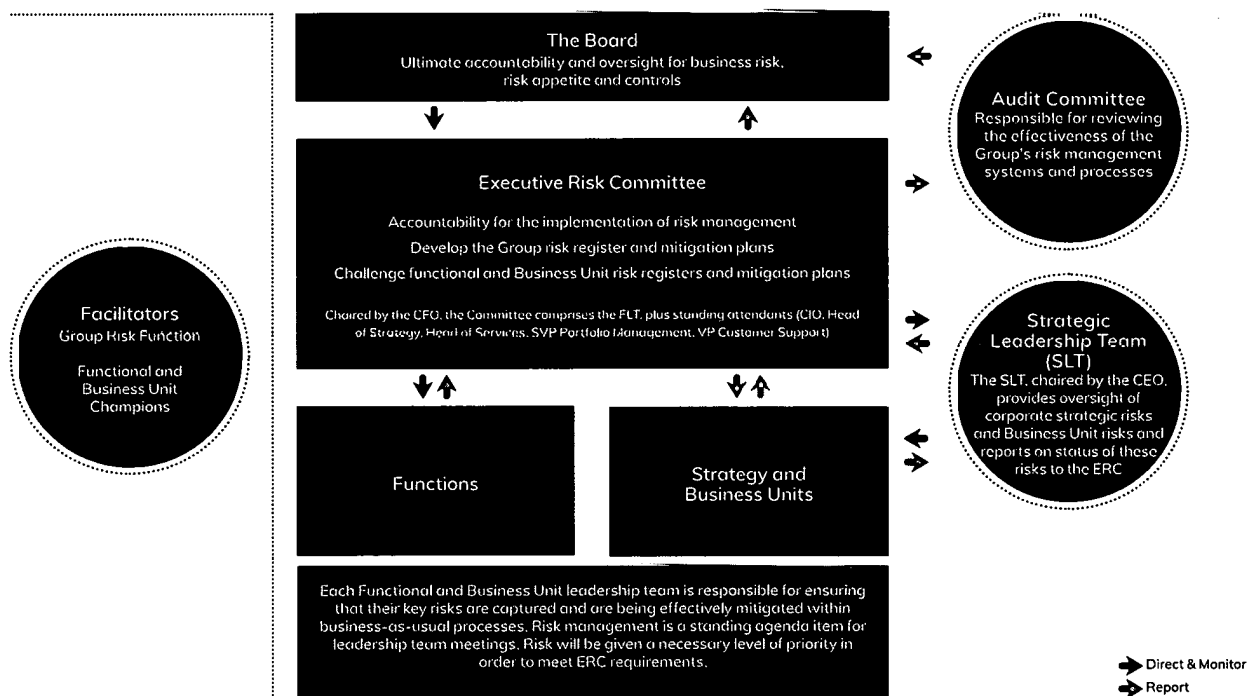 The Board
Ultimate accountability and oversight for business risk,
risk appetite and controls
Audit Committee
Responsible for reviewing
the effectiveness of the
Group's risk management
systems and processes
Executive Risk Committee
Accountability for the implementation of risk management
Develop the Group risk register and mitigation plans
Challenge functional and Business Unit risk registers and mitigation plans
Chaired by the CFO, the Committee comprises the ELT, plus standing attendants (CIO, Head
of Strategy, Head of Services, SVP Portfolio Management, VP Customer Support)
Facilitators
Group Risk Function
Functional and
Business Unit
Champions
Strategic
Leadership Team
(SLT)
The SLT, chaired by the CEO,
provides oversight of
corporate strategic risks
and Business Unit risks and
reports on status of these
risks to the ERC
Functions
Strategy and
Business Units
Each Functional and Business Unit leadership team is responsible for ensuring
that their key risks are captured and are being effectively mitigated within
business-as-usual processes. Risk management is a standing agenda item for
leadership team meetings. Risk will be given a necessary level of priority in
order to meet ERC requirements.
Direct & Monitor
Report